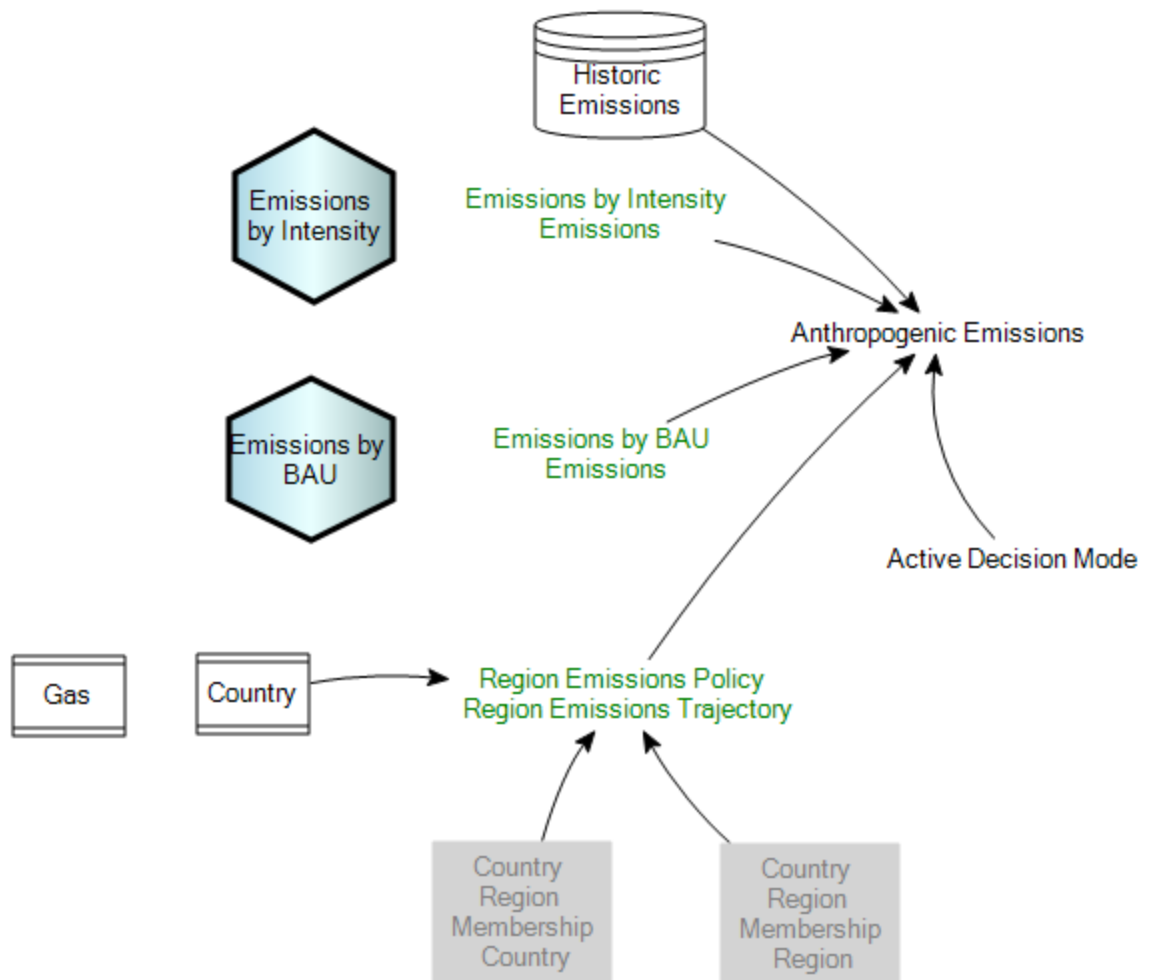 Historic
Emissions
Emissions
by Intensity
Emissions by Intensity
Emissions
Anthropogenic Emissions
Emissions by
BAU
Emissions by BAU
Emissions
Active Decision Mode
Gas
Country
Region Emissions Policy
Region Emissions Trajectory
Country
Region
Membership
Country
Country
Region
Membership
Region